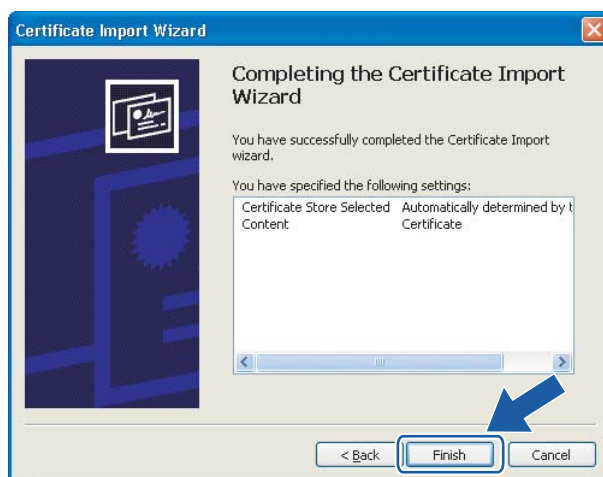 Certificate Import Wizard
Completing the Certificate Import
Wizard
You have successfully completed the Certificate Import
wizard.
You have specified the following settings:
Certificate Store Selected Automatically determined by t
Content Certificate
< Back Finish Cancel